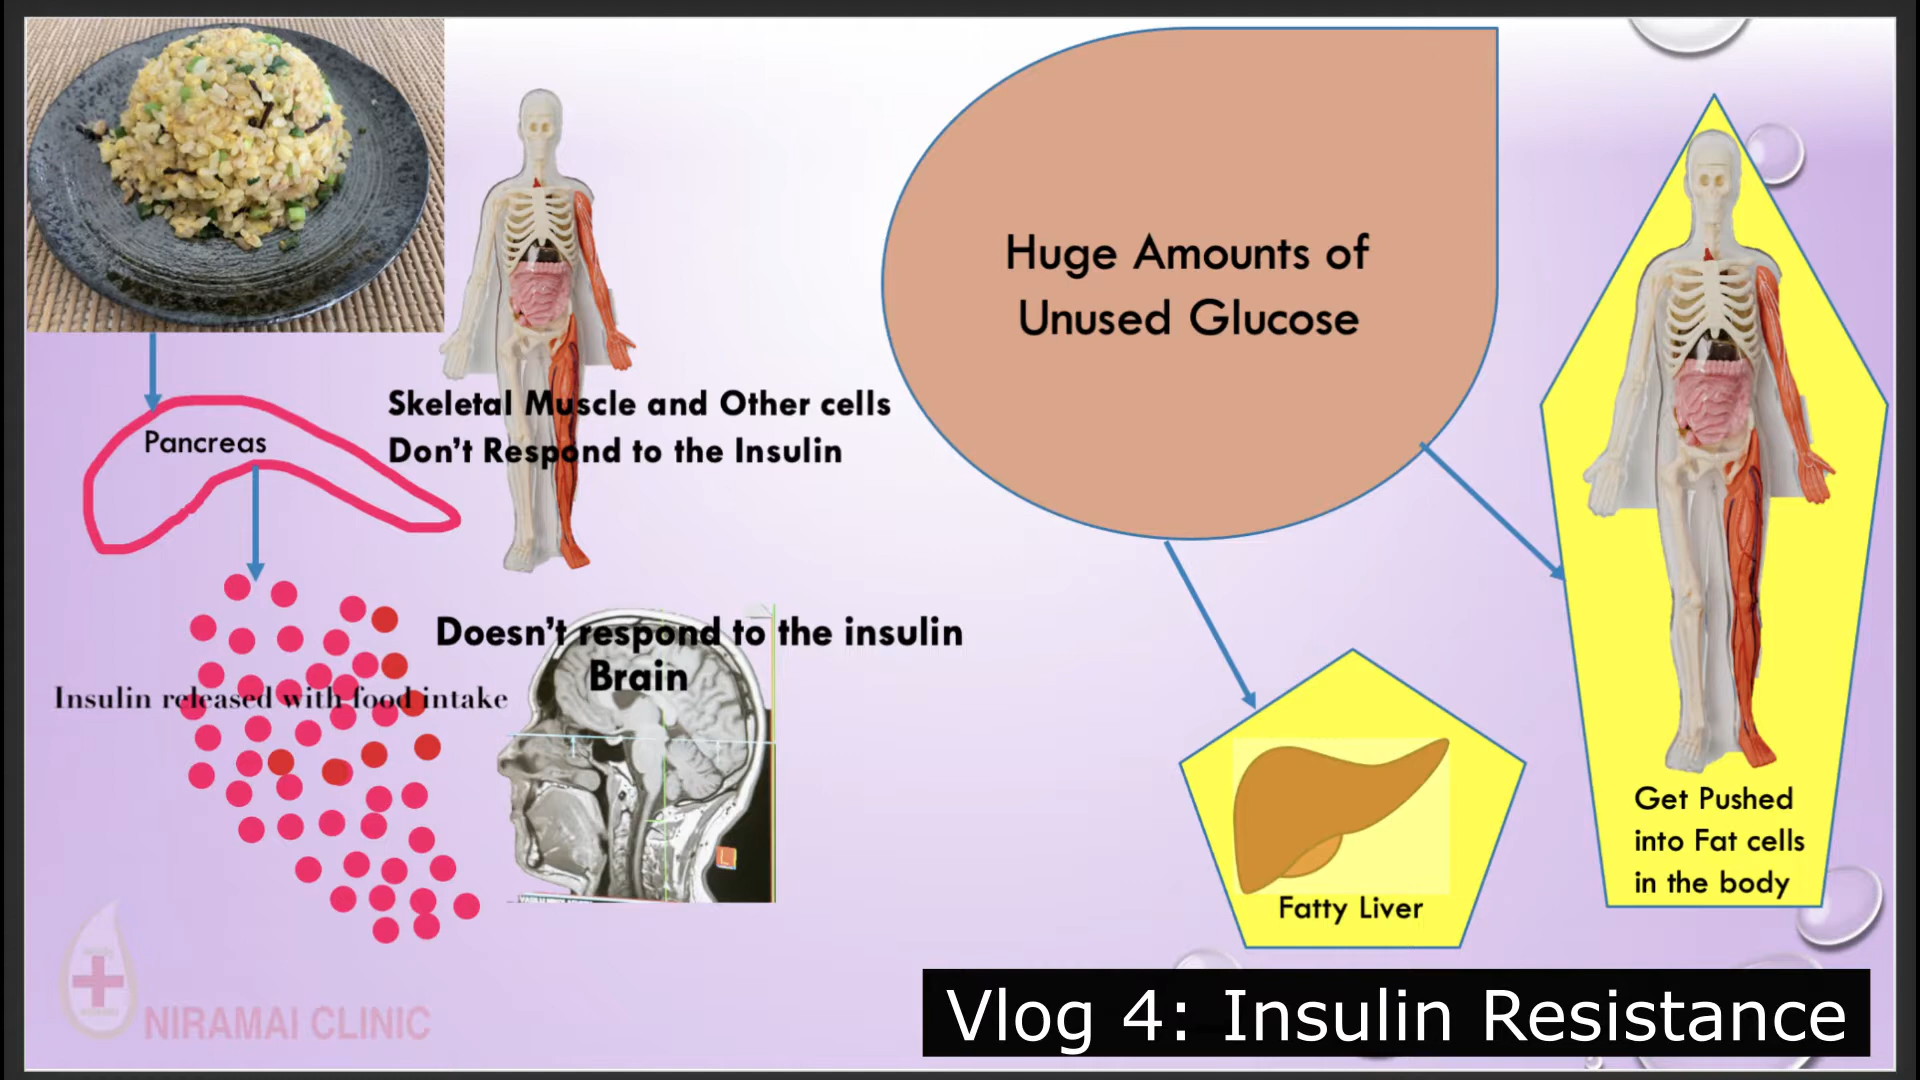 Huge Amounts of
Unused Glucose
Skeletal Muscle and Other cells
Don't Respond to the Insulin
Pancreas
Doesn't respond to the insulin
Brain
Insulin released with food intake
L
Get Pushed
into Fat cells
in the body
Fatty Liver
NIRAMAI CLINIC
Vlog 4: Insulin Resistance